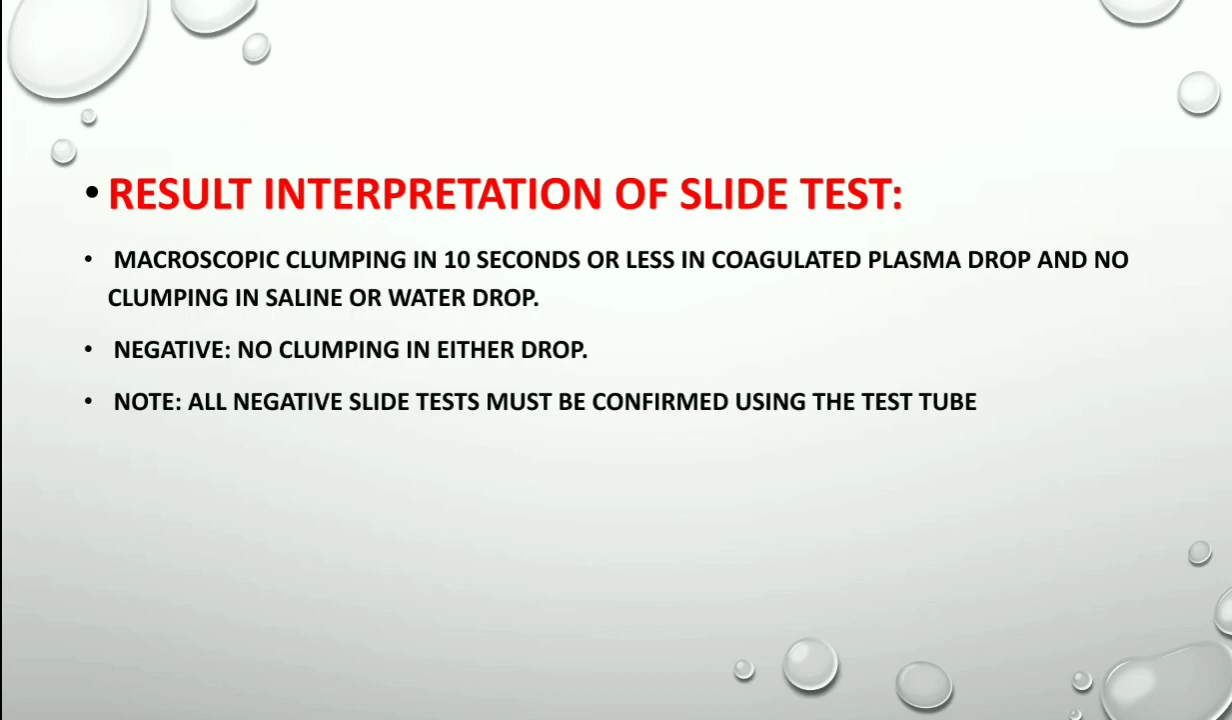 • RESULT INTERPRETATION OF SLIDE TEST:
• MACROSCOPIC CLUMPING IN 10 SECONDS OR LESS IN COAGULATED PLASMA DROP AND NO
CLUMPING IN SALINE OR WATER DROP.
• NEGATIVE: NO CLUMPING IN EITHER DROP.
• NOTE: ALL NEGATIVE SLIDE TESTS MUST BE CONFIRMED USING THE TEST TUBE